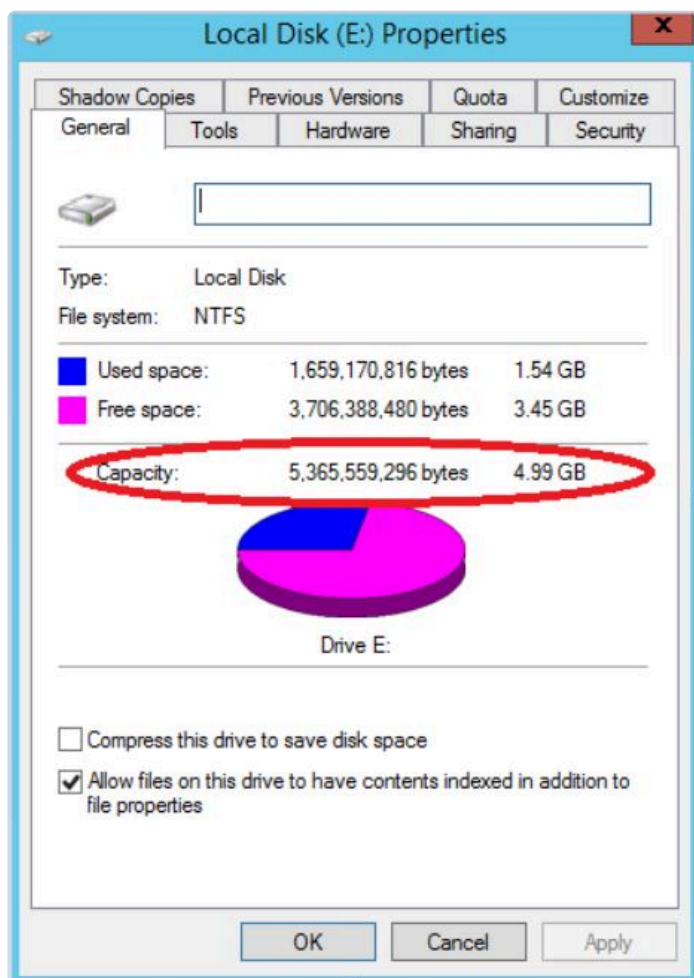 Local Disk (E:) Properties
x
Shadow Copies Previous Versions Quota Customize
General Tools Hardware Sharing Security
Type: Local Disk
File system: NTFS
Used space: 1,659,170,816 bytes 1.54 GB
Free space: 3,706,388,480 bytes 3.45 GB
Capacity: 5,365,559,296 bytes 4.99 GB
Drive E:
Compress this drive to save disk space
Allow files on this drive to have contents indexed in addition to
file properties
OK Cancel Apply